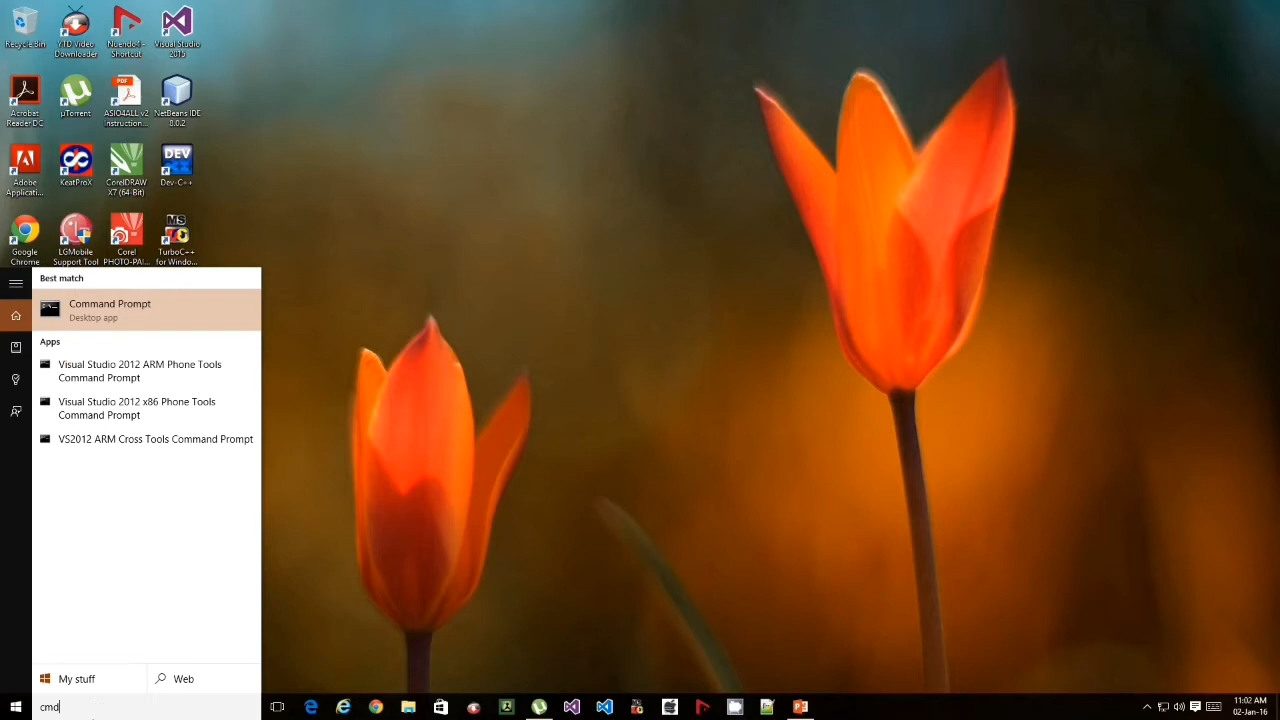 Recycle Bin
YTD Video
Downloader
Nuendo4 -
Shortcut
Visual Studio
2015
Acrobat
Reader DC
µTorrent
PDF
ASIO4ALL v2
Instruction...
NetBeans IDE
8.0.2
Adobe
Applicati...
KeatProX
CorelDRAW
X7 (64-Bit)
DEV
Dev-C++
Google
Chrome
LGMobile
Support Tool
Corel
PHOTO-PAI...
MS
TurboC++
for Windo...
Best match
Command Prompt
Desktop app
Apps
Visual Studio 2012 ARM Phone Tools
Command Prompt
Visual Studio 2012 x86 Phone Tools
Command Prompt
VS2012 ARM Cross Tools Command Prompt
My stuff
Web
cmd
11:02 AM
02-Jan-16